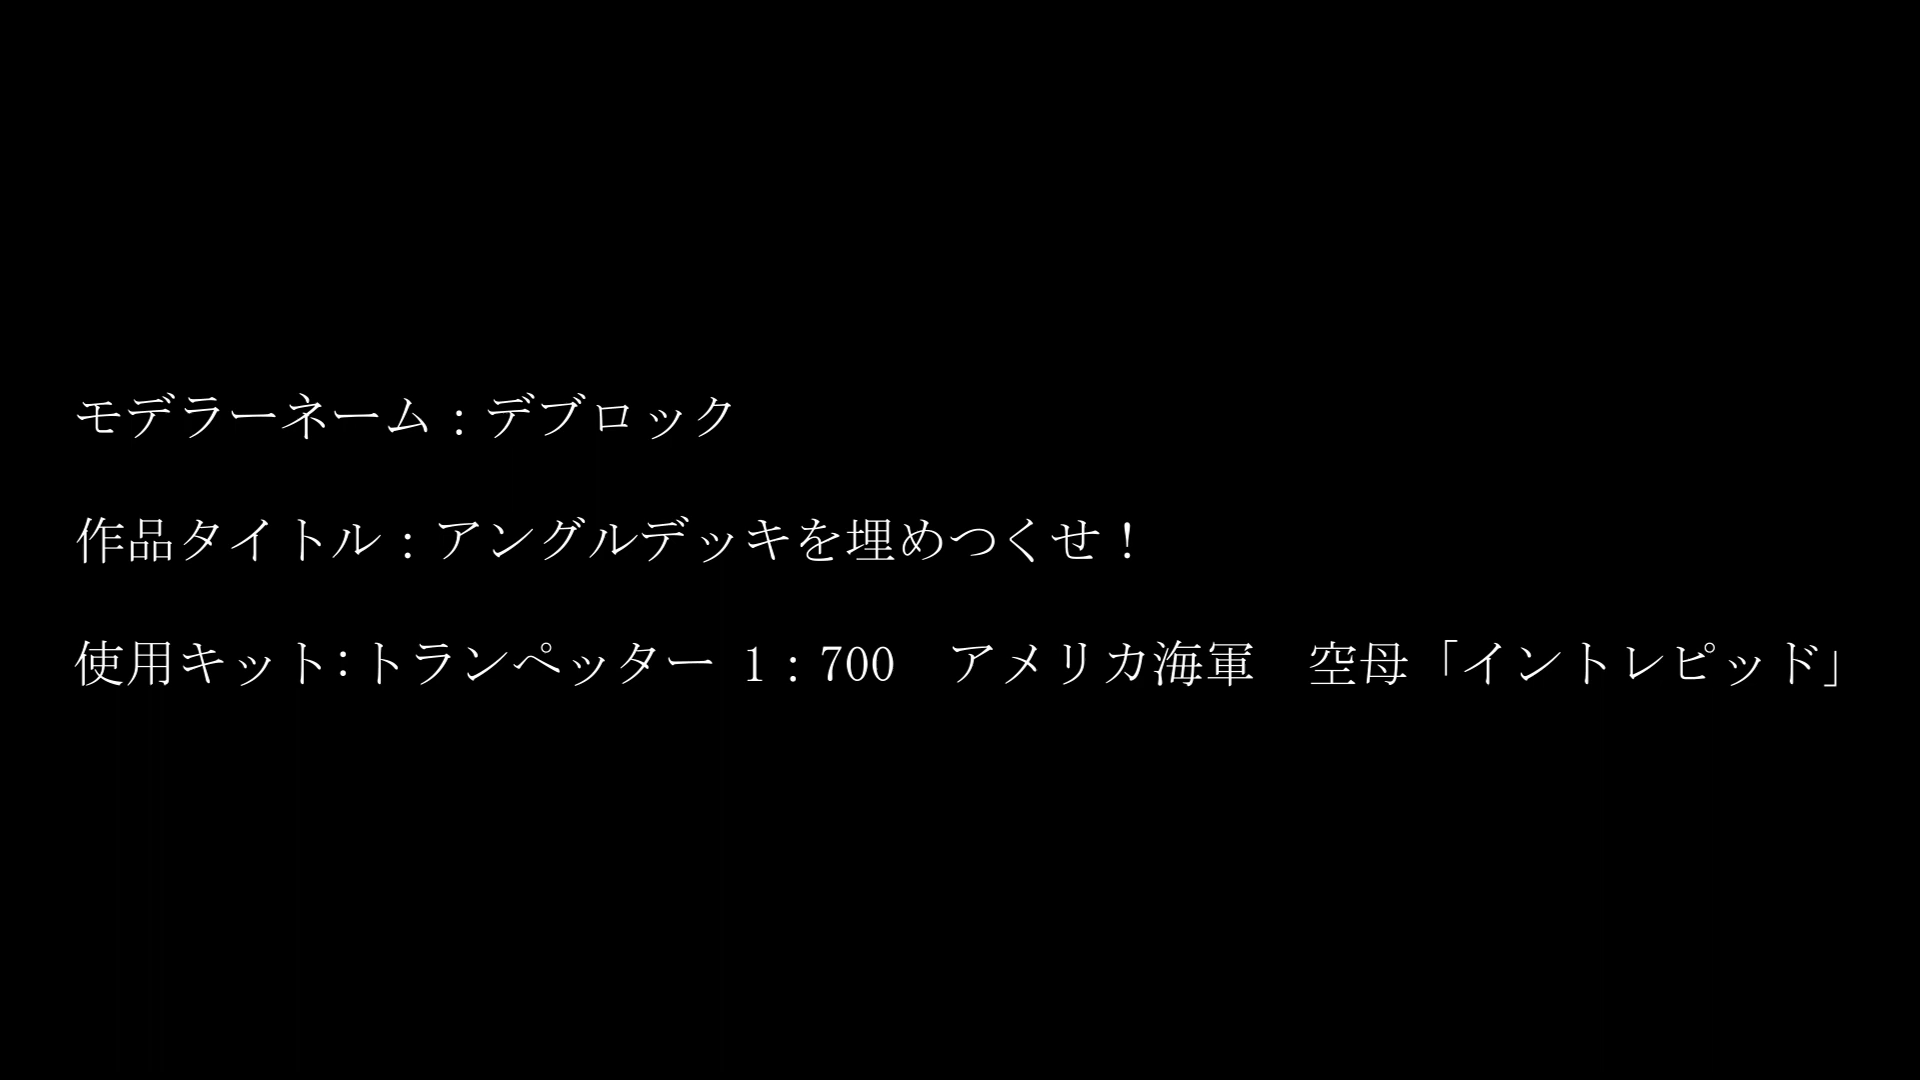 モデラーネーム：デブロック
作品タイトル：アングルデッキを埋めつくせ！
使用キット：トランペッター 1：700　アメリカ海軍　空母「イントレピッド」